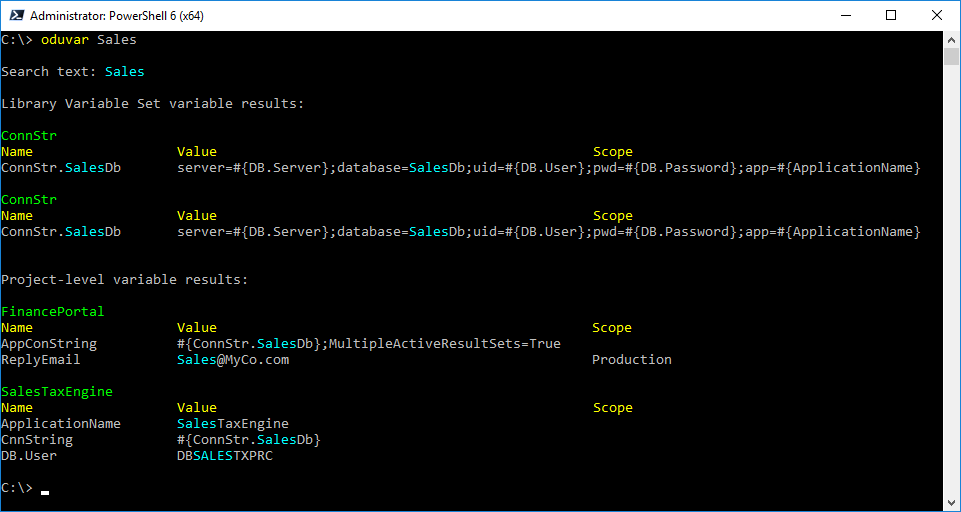 Administrator: PowerShell 6 (x64)
C:\> oduvar Sales
Search text: Sales
Library Variable Set variable results:
ConnStr
Name Value Scope
ConnStr.SalesDb server=#{DB.Server};database=SalesDb;uid=#{DB.User};pwd=#{DB.Password};app=#{ApplicationName}
ConnStr
Name Value Scope
ConnStr.SalesDb server=#{DB.Server};database=SalesDb;uid=#{DB.User};pwd=#{DB.Password};app=#{ApplicationName}
Project-level variable results:
FinancePortal
Name Value Scope
AppConString #{ConnStr.SalesDb};MultipleActiveResultSets=True
ReplyEmail Sales@MyCo.com Production
SalesTaxEngine
Name Value Scope
ApplicationName SalesTaxEngine
CnnString #{ConnStr.SalesDb}
DB.User DBSALESTXPRC
C:\>